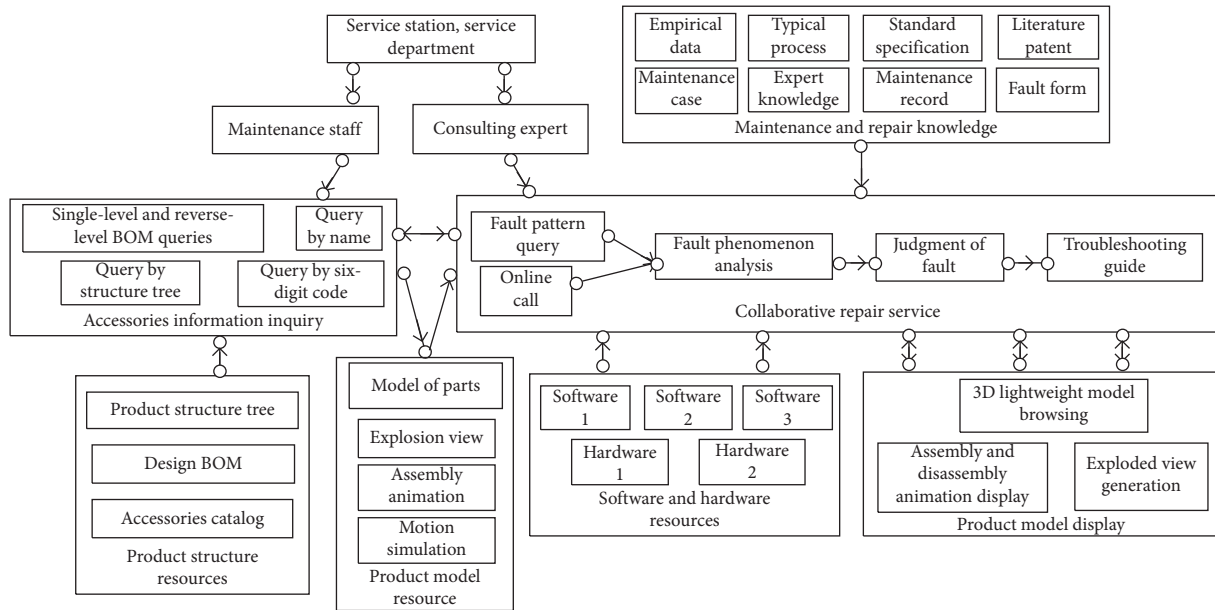 Service station, service
department
Maintenance staff
Consulting expert
Empirical
data
Typical
process
Standard
specification
Literature
patent
Maintenance
case
Expert
knowledge
Maintenance
record
Fault form
Maintenance and repair knowledge
Single-level and reverse-
level BOM queries
Query
by name
Query by
structure tree
Query by six-
digit code
Accessories information inquiry
Fault pattern
query
Online
call
Fault phenomenon
analysis
Judgment of
fault
Troubleshooting
guide
Collaborative repair service
Product structure tree
Design BOM
Accessories catalog
Product structure
resources
Model of parts
Explosion view
Assembly
animation
Motion
simulation
Product model
resource
Software
1
Software
2
Software
3
Hardware
1
Hardware
2
Software and hardware
resources
3D lightweight model
browsing
Assembly and
disassembly
animation display
Exploded view
generation
Product model display